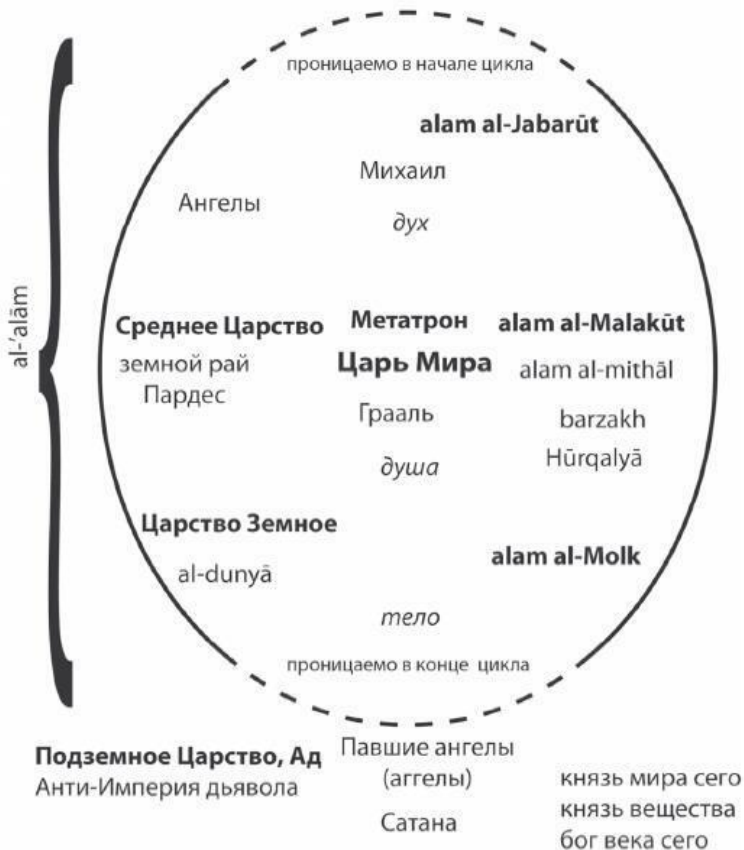 проницаемо в начале цикла
alam al-Jabarūt
Михаил
Ангелы
дух
al-'alām
Среднее Царство
Метатрон
alam al-Malakūt
земной рай
Царь Мира
alam al-mithāl
Пардес
Грааль
barzakh
душа
Hūrqalyā
Царство Земное
alam al-Molk
al-dunyā
тело
проницаемо в конце цикла
Подземное Царство, Ад
Анти-Империя дьявола
Павшие ангелы
(аггелы)
Сатана
князь мира сего
князь вещества
бог века сего